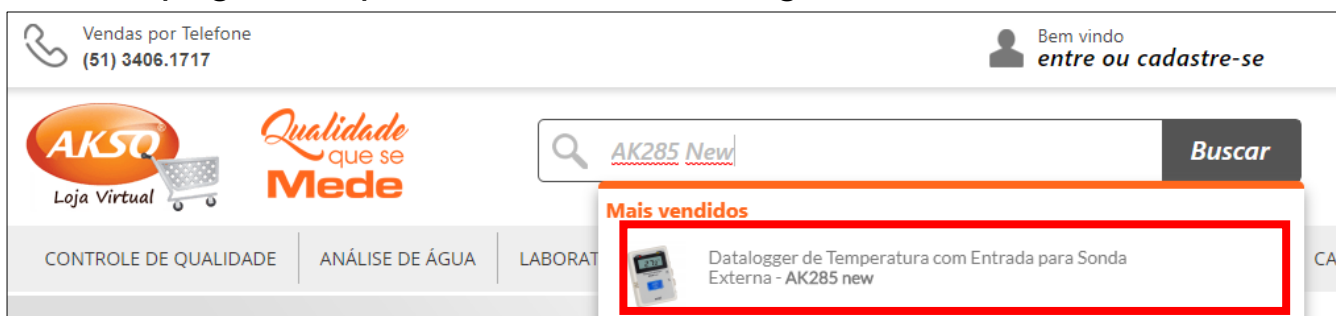 Vendas por Telefone
(51) 3406.1717
Bem vindo
entre ou cadastre-se
AKSO
Loja Virtual
Qualidade
que se
Mede
AK285 New
Buscar
Mais vendidos
CONTROLE DE QUALIDADE
ANÁLISE DE ÁGUA
LABORAT
Datalogger de Temperatura com Entrada para Sonda
Externa - AK285 new
CA